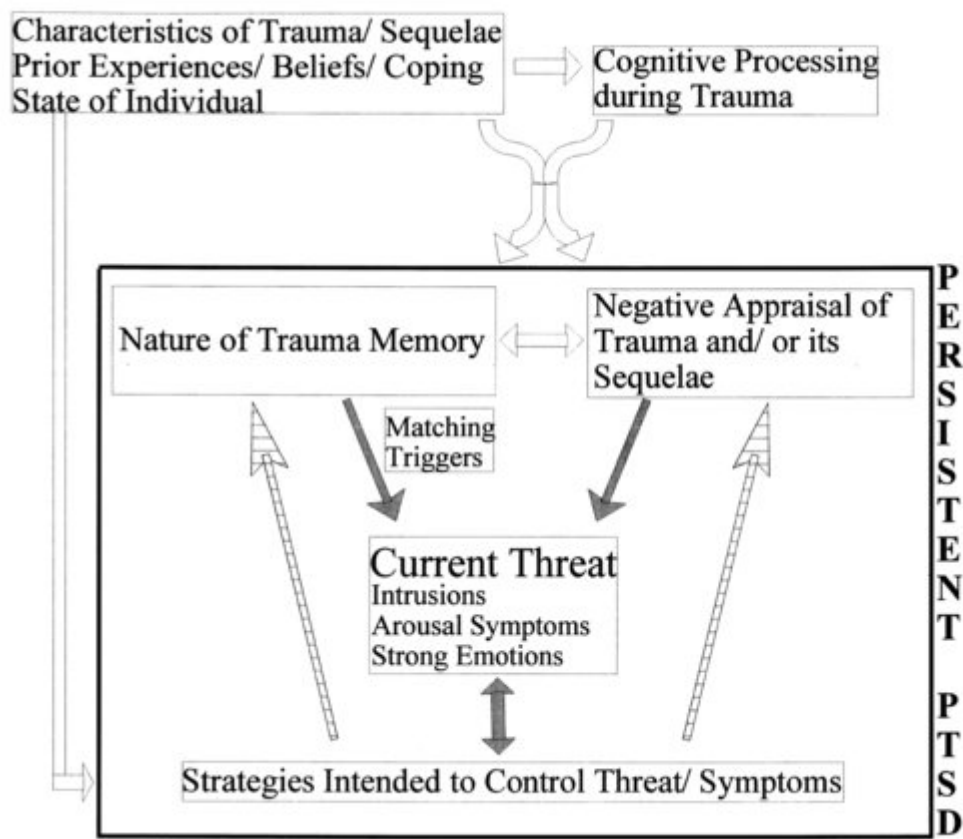 Characteristics of Trauma/ Sequelae
Prior Experiences/ Beliefs/ Coping
State of Individual
Cognitive Processing
during Trauma
Nature of Trauma Memory
Negative Appraisal of
Trauma and/ or its
Sequelae
Matching
Triggers
Current Threat
Intrusions
Arousal Symptoms
Strong Emotions
Strategies Intended to Control Threat/ Symptoms
PERSISTENT PTSD